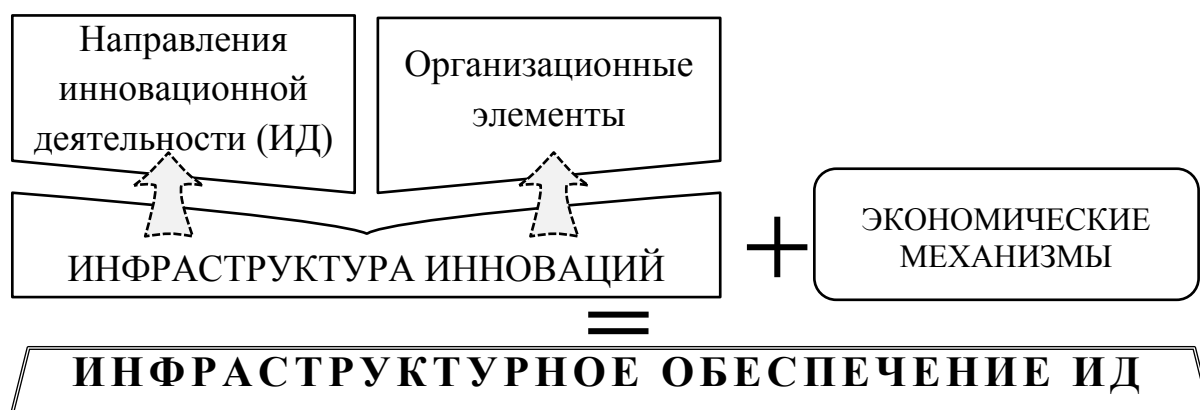 Направления
инновационной
деятельности (ИД)
Организационные
элементы
ИНФРАСТРУКТУРА ИННОВАЦИЙ
+
ЭКОНОМИЧЕСКИЕ
МЕХАНИЗМЫ
=
ИНФРАСТРУКТУРНОЕ ОБЕСПЕЧЕНИЕ ИД